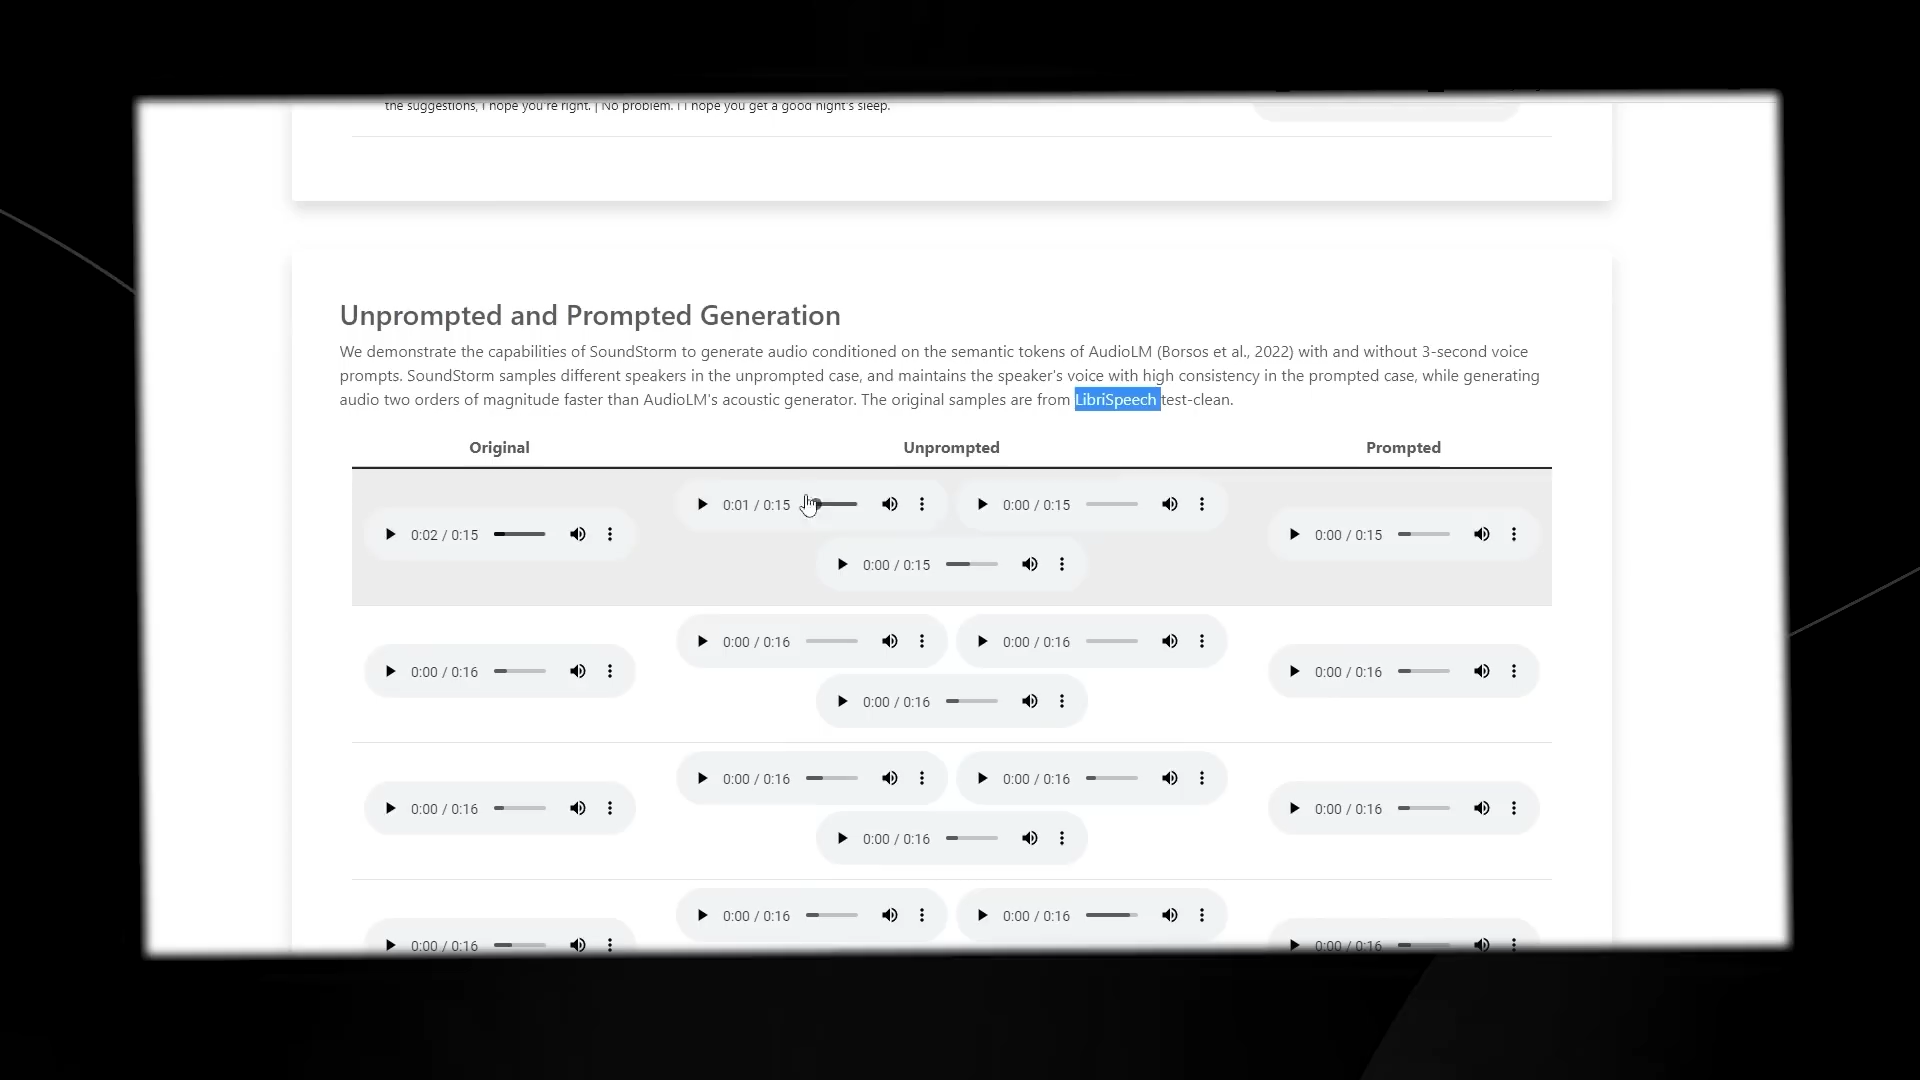 the suggestions, I hope you're right. | No problem. I I hope you get a good night's sleep.
Unprompted and Prompted Generation
We demonstrate the capabilities of SoundStorm to generate audio conditioned on the semantic tokens of AudioLM (Borsos et al., 2022) with and without 3-second voice
prompts. SoundStorm samples different speakers in the unprompted case, and maintains the speaker's voice with high consistency in the prompted case, while generating
audio two orders of magnitude faster than AudioLM's acoustic generator. The original samples are from LibriSpeech test-clean.
Original Unprompted Prompted
0:01 / 0:15 0:00 / 0:15
0:02 / 0:15 0:00 / 0:15
0:00 / 0:15
0:00 / 0:16 0:00 / 0:16
0:00 / 0:16 0:00 / 0:16
0:00 / 0:16
0:00 / 0:16 0:00 / 0:16
0:00 / 0:16 0:00 / 0:16
0:00 / 0:16
0:00 / 0:16 0:00 / 0:16
0:00 / 0:16 0:00 / 0:16